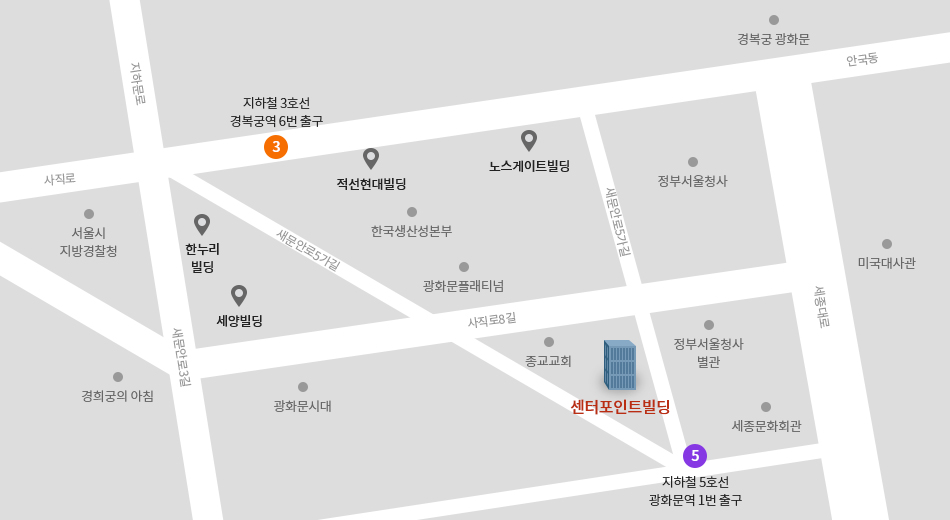 경복궁 광화문
안국동
지하문로
지하철 3호선
경복궁역 6번 출구
3
노스게이트빌딩
적선현대빌딩
정부서울청사
사직로
서울시
지방경찰청
한누리
빌딩
한국생산성본부
새문안로5가길
새문안로5가길
미국대사관
광화문플래티넘
세양빌딩
사직로8길
세종대로
새문안로3길
종교교회
정부서울청사
별관
경희궁의 아침
광화문시대
센터포인트빌딩
세종문화회관
5
지하철 5호선
광화문역 1번 출구